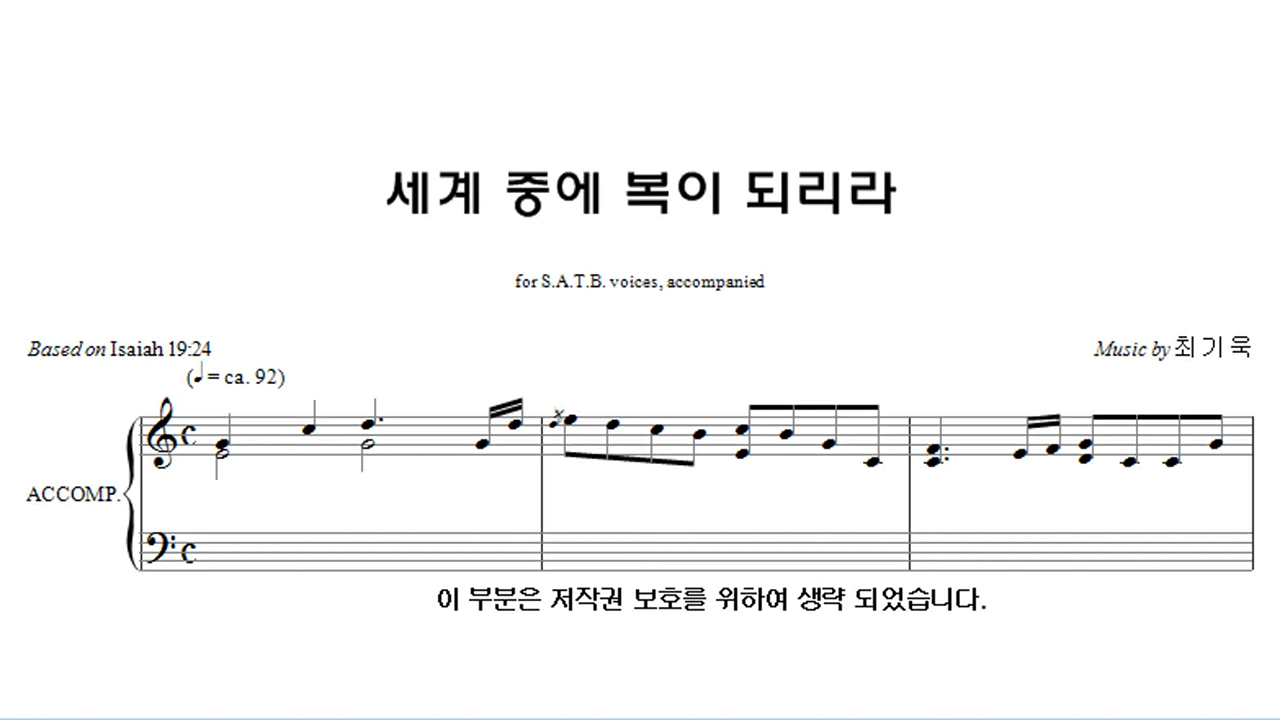 세계 중에 복이 되리라
for S.A.T.B. voices, accompanied
Based on Isaiah 19:24
Music by 최 기 욱
(♩ = ca. 92)
ACCOMP.
이 부분은 저작권 보호를 위하여 생략 되었습니다.